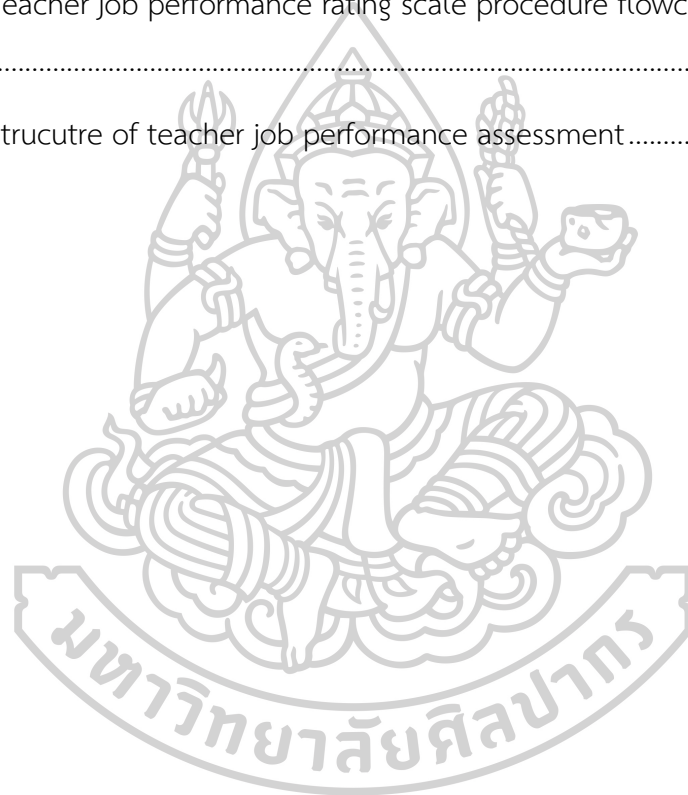 eacher job performance rating scale procedure flowc
........................................................................................................
trucutre of teacher job performance assessment.........
มหาวิทยาลัยศิลปากร